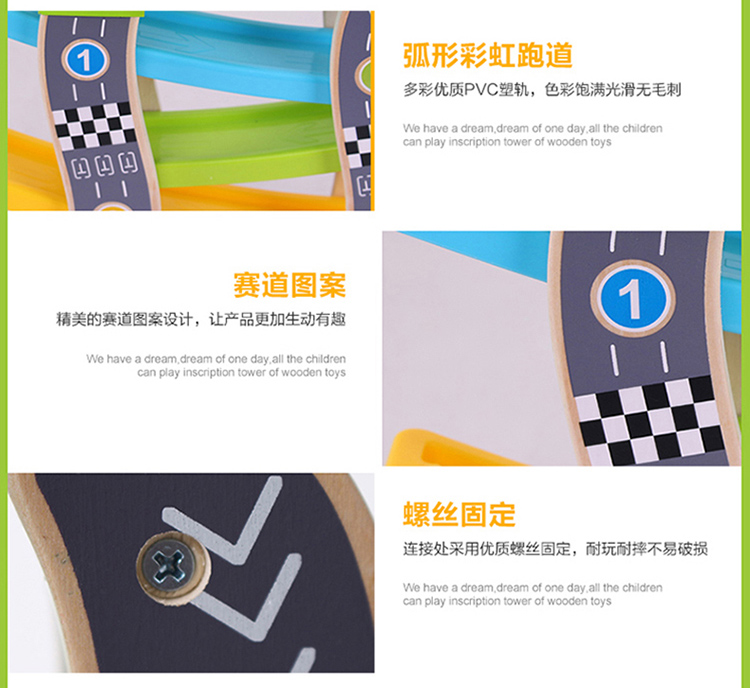 1
弧形彩虹跑道
多彩优质PVC塑轨，色彩饱满光滑无毛刺
We have a dream,dream of one day,all the children
can play inscription tower of wooden toys
赛道图案
精美的赛道图案设计，让产品更加生动有趣
We have a dream,dream of one day,all the children
can play inscription tower of wooden toys
1
螺丝固定
连接处采用优质螺丝固定，耐玩耐摔不易破损
We have a dream,dream of one day,all the children
can play inscription tower of wooden toys